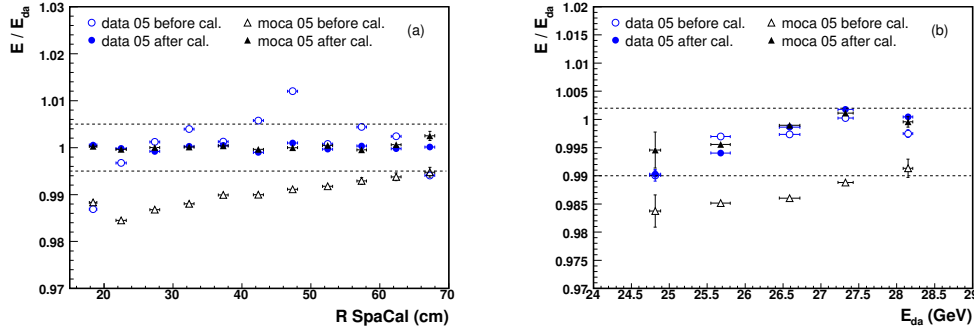 E / E_da
1.03
1.02
1.01
1
0.99
0.98
0.97
data 05 before cal.
moca 05 before cal.
data 05 after cal.
moca 05 after cal.
(a)
20 30 40 50 60 70
R SpaCal (cm)
E / E_da
1.02
1.015
1.01
1.005
1
0.995
0.99
0.985
0.98
0.975
0.97
data 05 before cal.
moca 05 before cal.
data 05 after cal.
moca 05 after cal.
(b)
24 24.5 25 25.5 26 26.5 27 27.5 28 28.5 29
E_da (GeV)